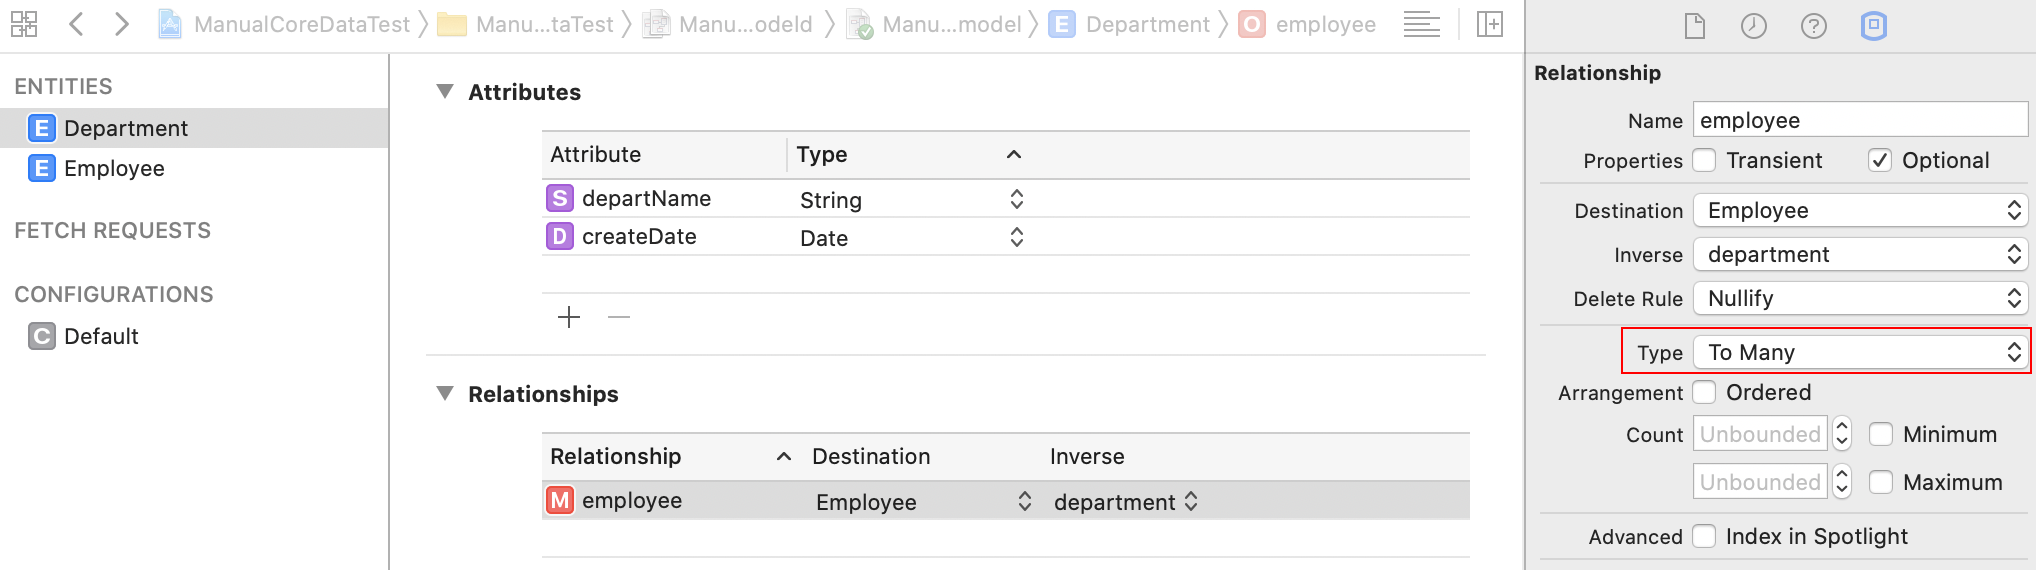 ManualCoreDataTest Manu...taTest Manu...odeld Manu...model E Department O employee
ENTITIES
E Department
E Employee
FETCH REQUESTS
CONFIGURATIONS
C Default
Attributes
Attribute Type
S departName String
D createDate Date
Relationships
Relationship Destination Inverse
M employee Employee department
Relationship
Name employee
Properties Transient Optional
Destination Employee
Inverse department
Delete Rule Nullify
Type To Many
Arrangement Ordered
Count Unbounded Minimum
Unbounded Maximum
Advanced Index in Spotlight